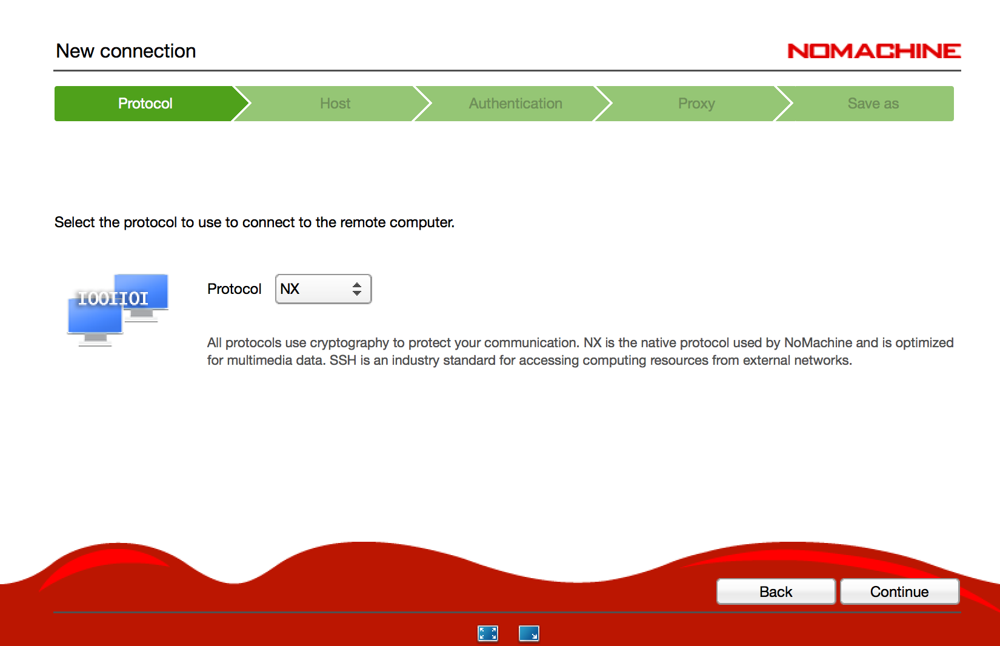 New connection
NOMACHINE
Protocol
Host
Authentication
Proxy
Save as
Select the protocol to use to connect to the remote computer.
IOOIIOI
Protocol
NX
All protocols use cryptography to protect your communication. NX is the native protocol used by NoMachine and is optimized
for multimedia data. SSH is an industry standard for accessing computing resources from external networks.
Back
Continue